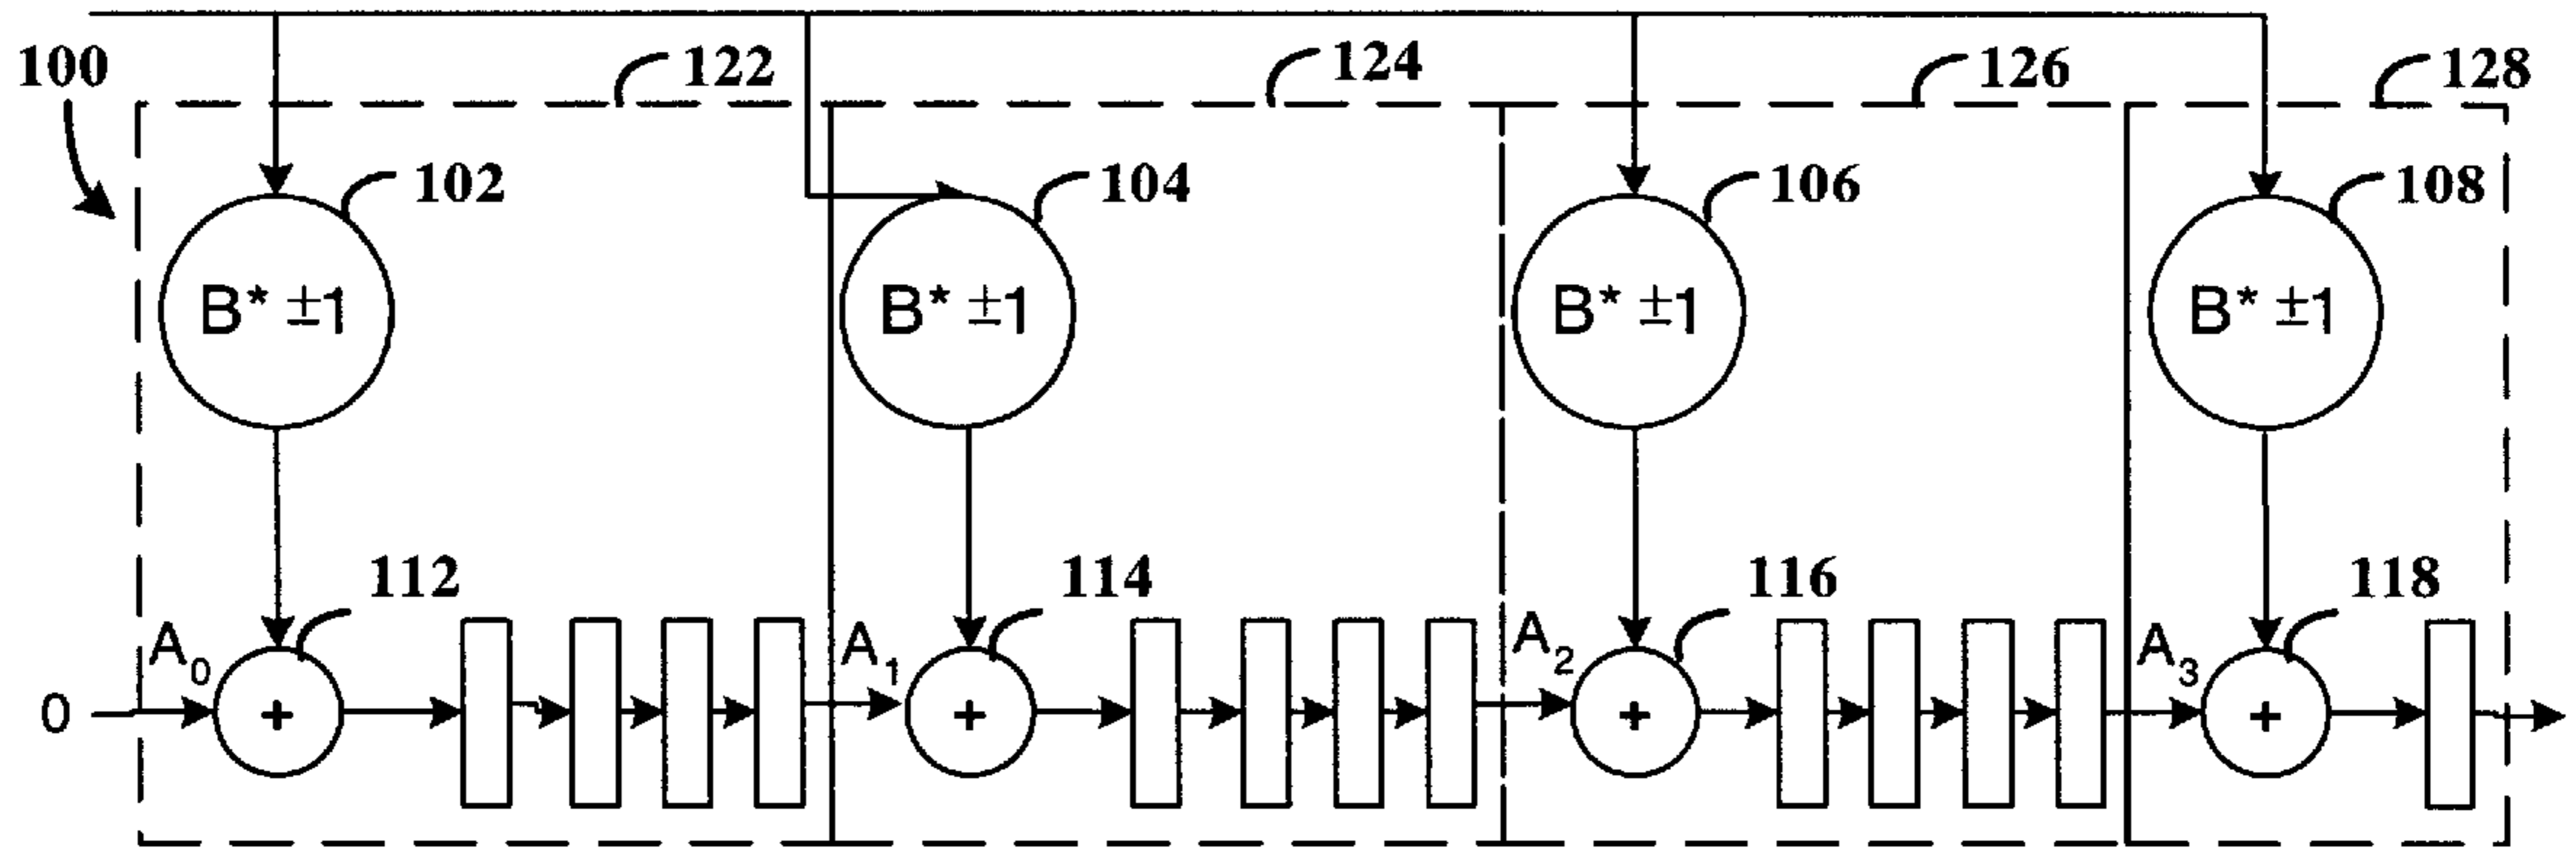 100
122
124
126
128
102
104
106
108
B* ±1
B* ±1
B* ±1
B* ±1
112
114
116
118
0
A₀
+
A₁
+
A₂
+
A₃
+